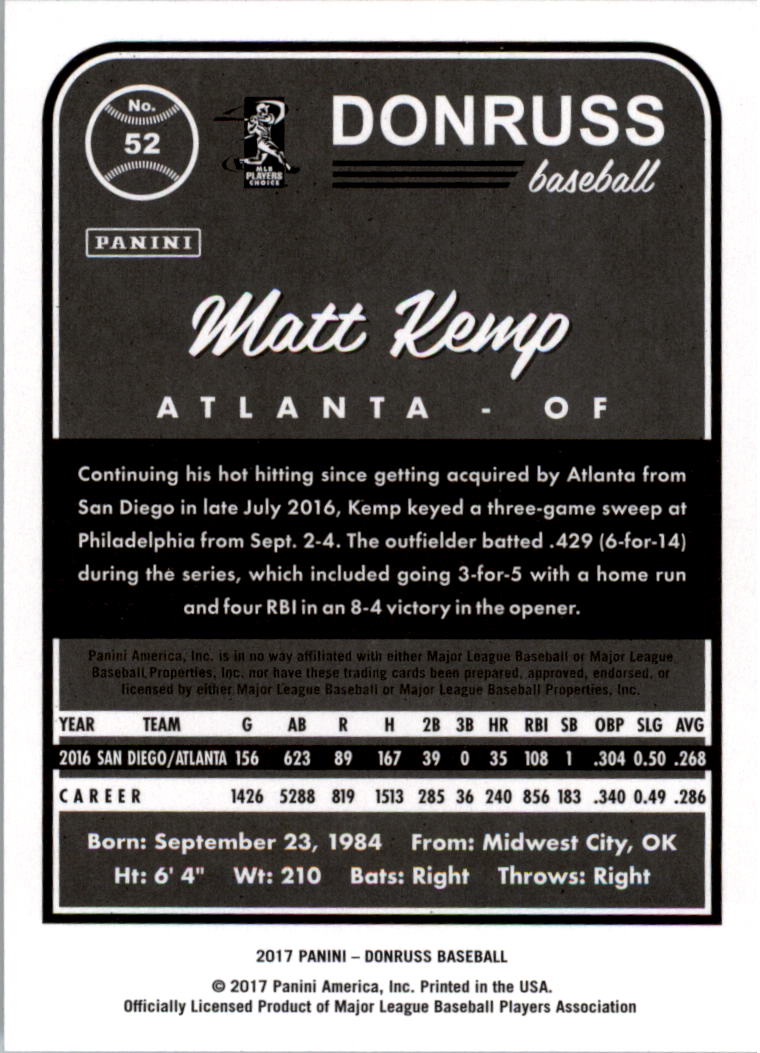 No.
52
MLB
PLAYERS
CHOICE
DONRUSS
baseball
PANINI
Matt Kemp
ATLANTA - OF
Continuing his hot hitting since getting acquired by Atlanta from
San Diego in late July 2016, Kemp keyed a three-game sweep at
Philadelphia from Sept. 2-4. The outfielder batted .429 (6-for-14)
during the series, which included going 3-for-5 with a home run
and four RBI in an 8-4 victory in the opener.
Panini America, Inc. is in no way affiliated with either Major League Baseball or Major League
Baseball Properties, Inc. nor have these trading cards been prepared, approved, endorsed, or
licensed by either Major League Baseball or Major League Baseball Properties, Inc.
YEAR TEAM G AB R H 2B 3B HR RBI SB OBP SLG AVG
2016 SAN DIEGO/ATLANTA 156 623 89 167 39 0 35 108 1 .304 0.50 .268
CAREER 1426 5288 819 1513 285 36 240 856 183 .340 0.49 .286
Born: September 23, 1984 From: Midwest City, OK
Ht: 6' 4" Wt: 210 Bats: Right Throws: Right
2017 PANINI – DONRUSS BASEBALL
© 2017 Panini America, Inc. Printed in the USA.
Officially Licensed Product of Major League Baseball Players Association